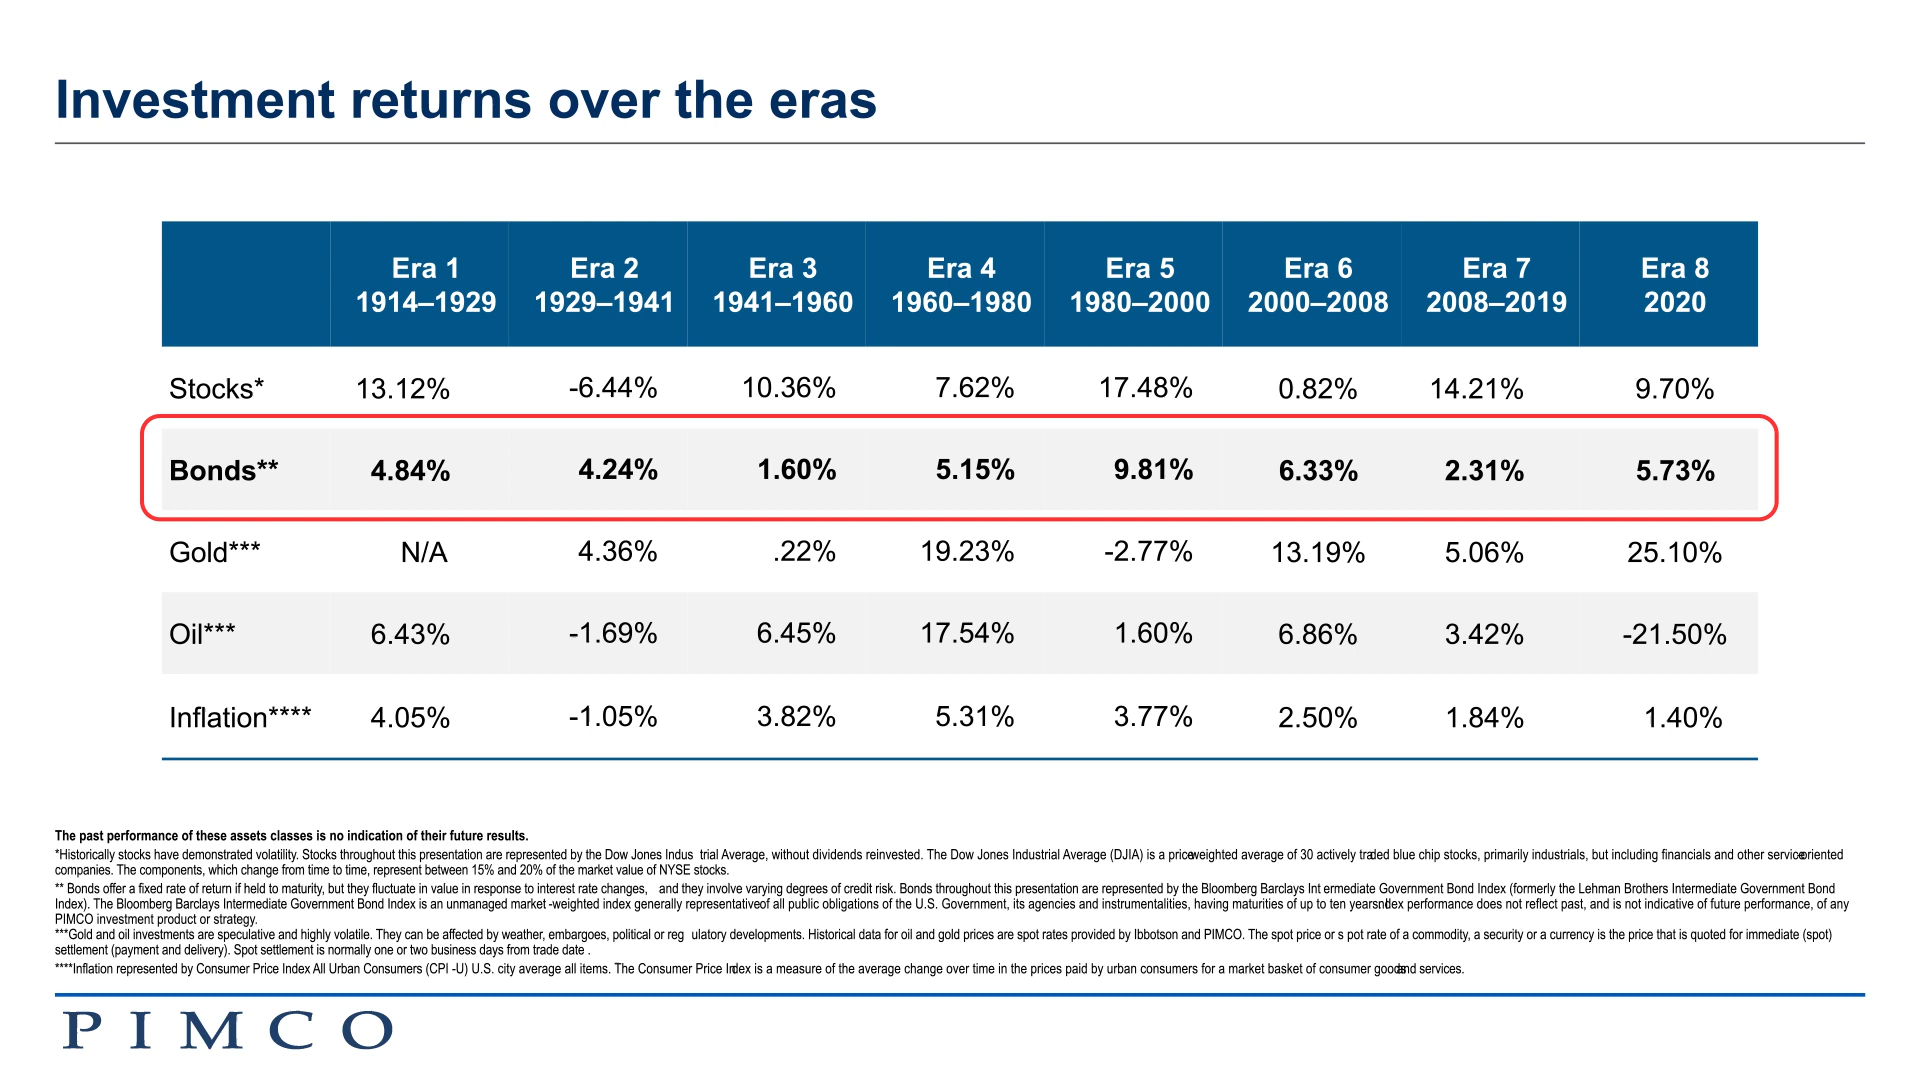 Investment returns over the eras
Era 1 Era 2 Era 3 Era 4 Era 5 Era 6 Era 7 Era 8
1914–1929 1929–1941 1941–1960 1960–1980 1980–2000 2000–2008 2008–2019 2020
Stocks* 13.12% -6.44% 10.36% 7.62% 17.48% 0.82% 14.21% 9.70%
Bonds** 4.84% 4.24% 1.60% 5.15% 9.81% 6.33% 2.31% 5.73%
Gold*** N/A 4.36% .22% 19.23% -2.77% 13.19% 5.06% 25.10%
Oil*** 6.43% -1.69% 6.45% 17.54% 1.60% 6.86% 3.42% -21.50%
Inflation**** 4.05% -1.05% 3.82% 5.31% 3.77% 2.50% 1.84% 1.40%
The past performance of these assets classes is no indication of their future results.
*Historically stocks have demonstrated volatility. Stocks throughout this presentation are represented by the Dow Jones Indus trial Average, without dividends reinvested. The Dow Jones Industrial Average (DJIA) is a priceweighted average of 30 actively traded blue chip stocks, primarily industrials, but including financials and other serviceoriented
companies. The components, which change from time to time, represent between 15% and 20% of the market value of NYSE stocks.
** Bonds offer a fixed rate of return if held to maturity, but they fluctuate in value in response to interest rate changes, and they involve varying degrees of credit risk. Bonds throughout this presentation are represented by the Bloomberg Barclays Int ermediate Government Bond Index (formerly the Lehman Brothers Intermediate Government Bond
Index). The Bloomberg Barclays Intermediate Government Bond Index is an unmanaged market -weighted index generally representative of all public obligations of the U.S. Government, its agencies and instrumentalities, having maturities of up to ten years. Index performance does not reflect past, and is not indicative of future performance, of any
PIMCO investment product or strategy.
***Gold and oil investments are speculative and highly volatile. They can be affected by weather, embargoes, political or reg ulatory developments. Historical data for oil and gold prices are spot rates provided by Ibbotson and PIMCO. The spot price or s pot rate of a commodity, a security or a currency is the price that is quoted for immediate (spot)
settlement (payment and delivery). Spot settlement is normally one or two business days from trade date .
****Inflation represented by Consumer Price Index All Urban Consumers (CPI -U) U.S. city average all items. The Consumer Price Index is a measure of the average change over time in the prices paid by urban consumers for a market basket of consumer goods and services.
PIMCO